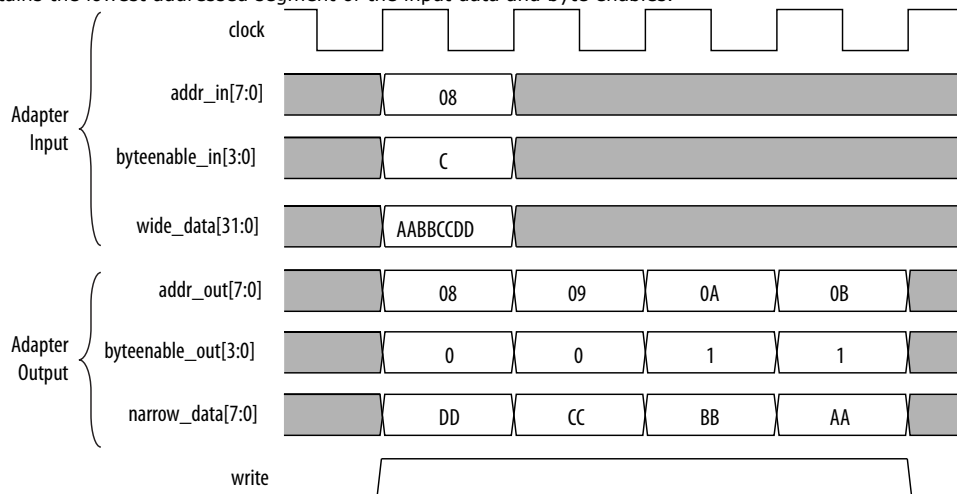 contains the lowest addressed segment of the input data and byte enables.
clock
Adapter
Input
addr_in[7:0]
08
byteenable_in[3:0]
C
wide_data[31:0]
AABBCCDD
Adapter
Output
addr_out[7:0]
08 09 0A 0B
byteenable_out[3:0]
0 0 1 1
narrow_data[7:0]
DD CC BB AA
write